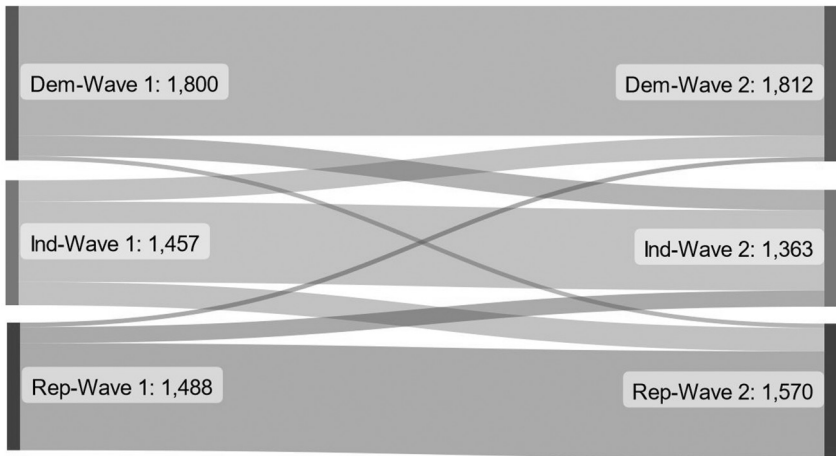 Dem-Wave 1: 1,800
Dem-Wave 2: 1,812
Ind-Wave 1: 1,457
Ind-Wave 2: 1,363
Rep-Wave 1: 1,488
Rep-Wave 2: 1,570